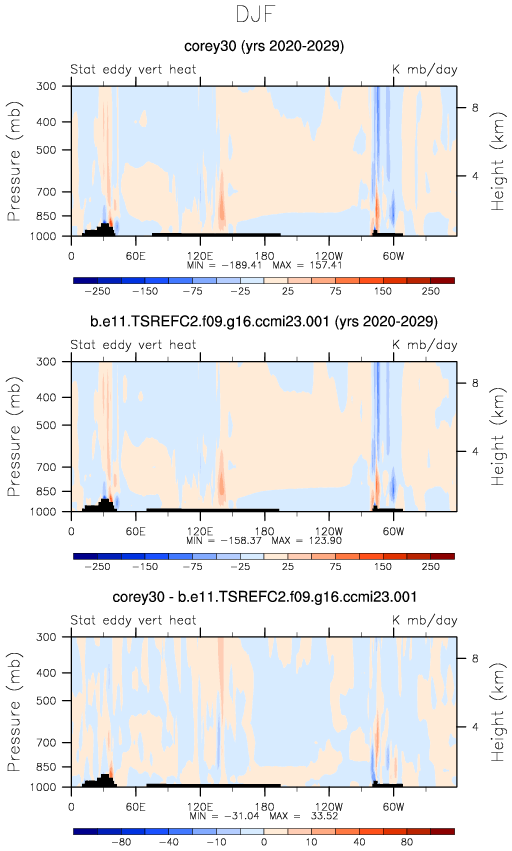 DJF
corey30 (yrs 2020-2029)
Stat eddy vert heat K mb/day
300
400
500
700
850
1000
Pressure (mb)
8
4
Height (km)
0 60E 120E 180 120W 60W
MIN = -189.41 MAX = 157.41
-250 -150 -75 -25 25 75 150 250
b.e11.TSREFC2.f09.g16.ccmi23.001 (yrs 2020-2029)
Stat eddy vert heat K mb/day
300
400
500
700
850
1000
Pressure (mb)
8
4
Height (km)
0 60E 120E 180 120W 60W
MIN = -158.37 MAX = 123.90
-250 -150 -75 -25 25 75 150 250
corey30 - b.e11.TSREFC2.f09.g16.ccmi23.001
Stat eddy vert heat K mb/day
300
400
500
700
850
1000
Pressure (mb)
8
4
Height (km)
0 60E 120E 180 120W 60W
MIN = -31.04 MAX = 33.52
-80 -40 -10 0 10 40 80